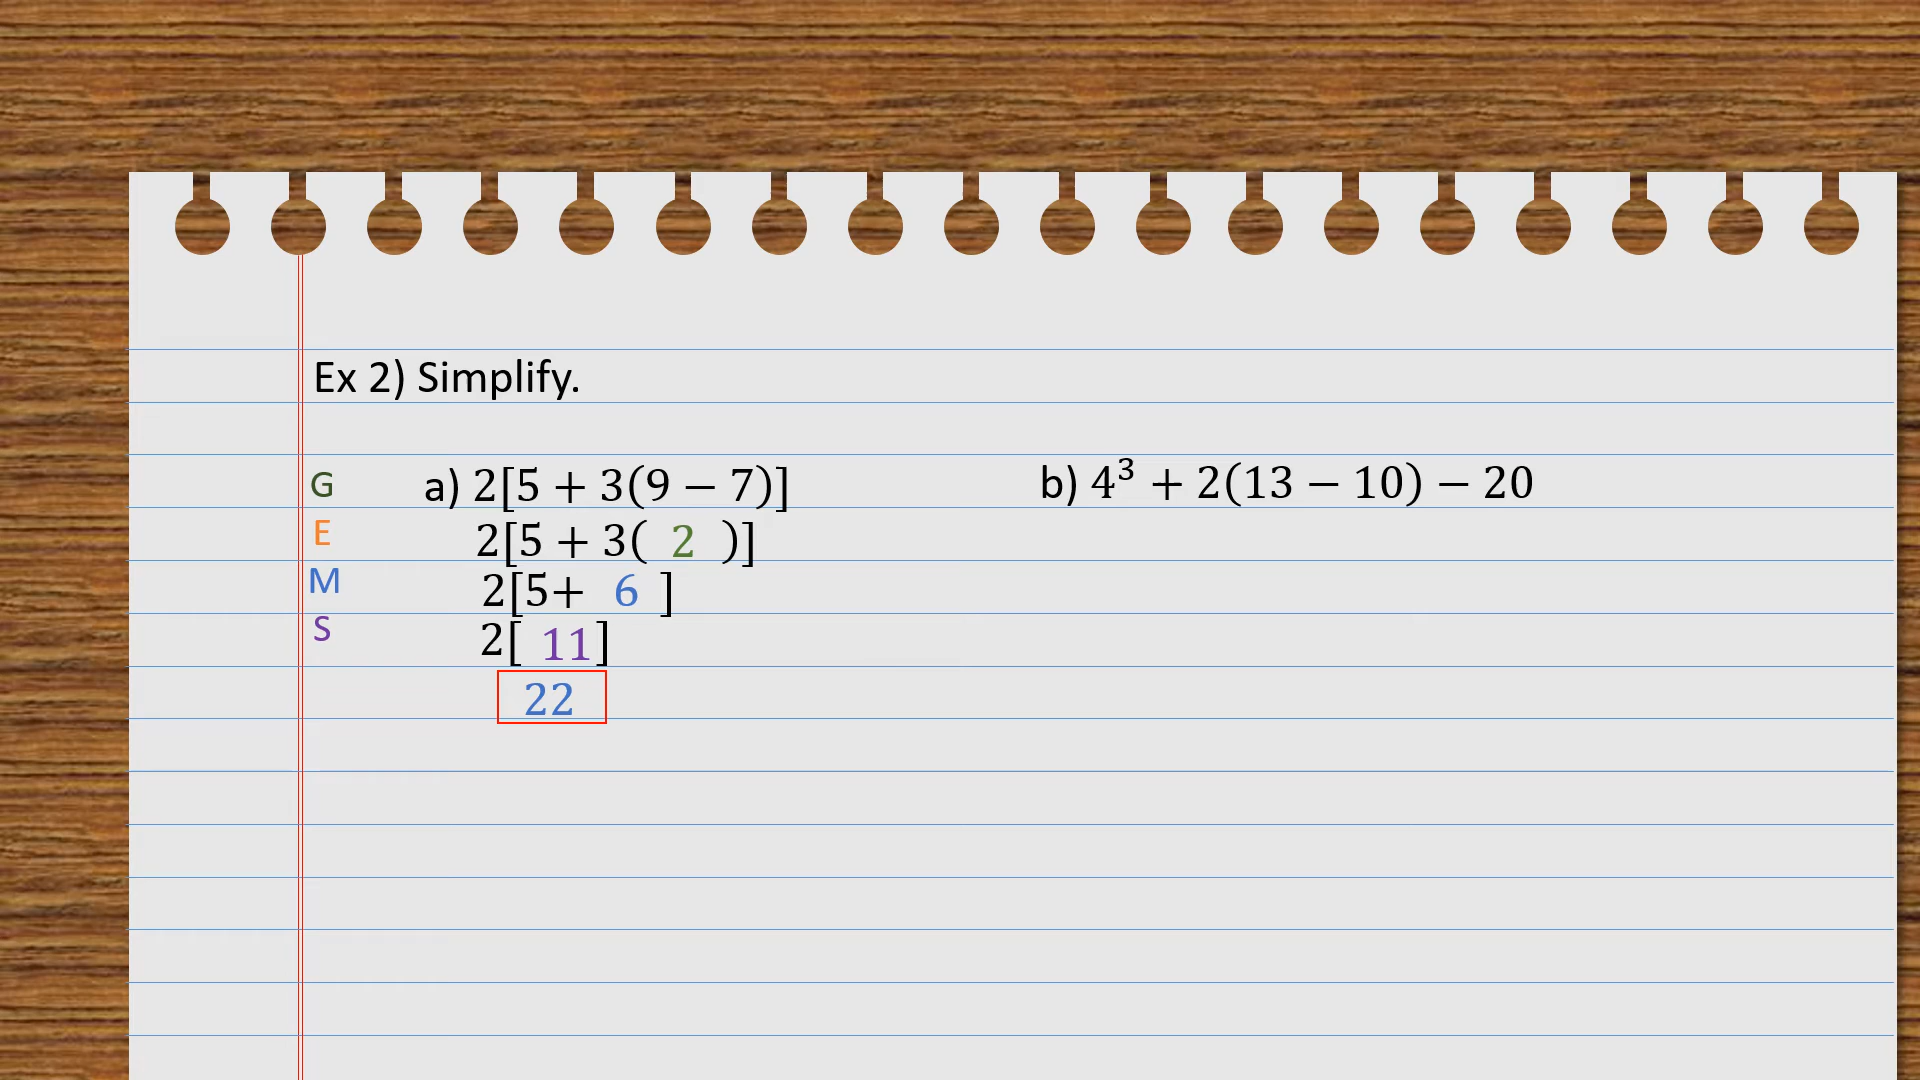 Ex 2) Simplify.
G
E
M
S
a) 2[5 + 3(9 − 7)]
2[5 + 3( 2 )]
2[5+ 6 ]
2[ 11]
22
b) 4³ + 2(13 − 10) − 20